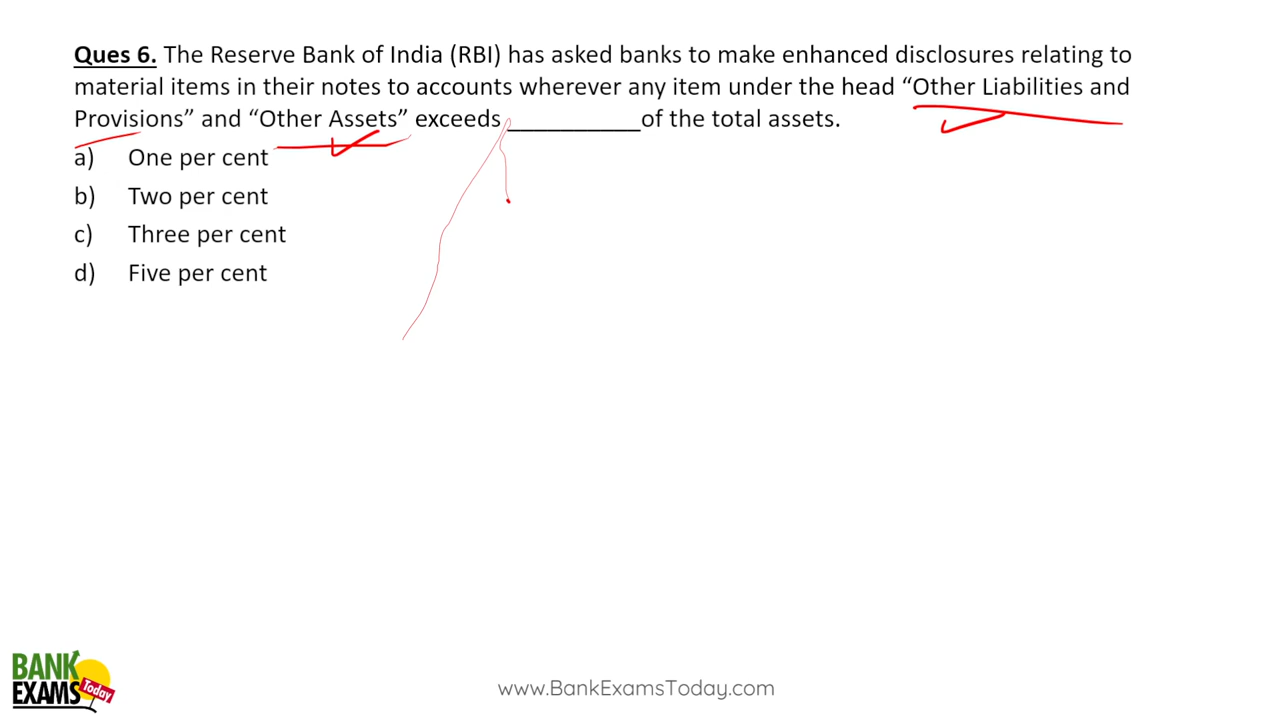 Ques 6. The Reserve Bank of India (RBI) has asked banks to make enhanced disclosures relating to
material items in their notes to accounts wherever any item under the head “Other Liabilities and
Provisions” and “Other Assets” exceeds __________of the total assets.
a) One per cent
b) Two per cent
c) Three per cent
d) Five per cent
BANK
EXAMS Today
www.BankExamsToday.com